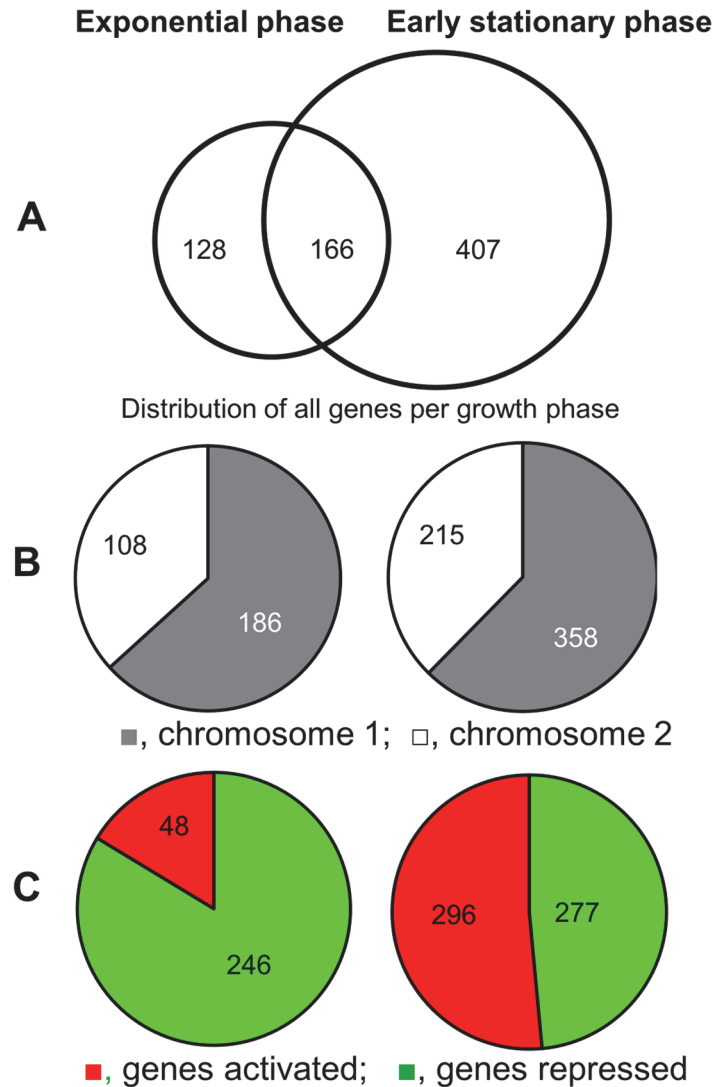 Exponential phase Early stationary phase
A
128 166 407
Distribution of all genes per growth phase
B
108 186 215 358
■, chromosome 1; □, chromosome 2
C
48 246 296 277
■, genes activated; ■, genes repressed